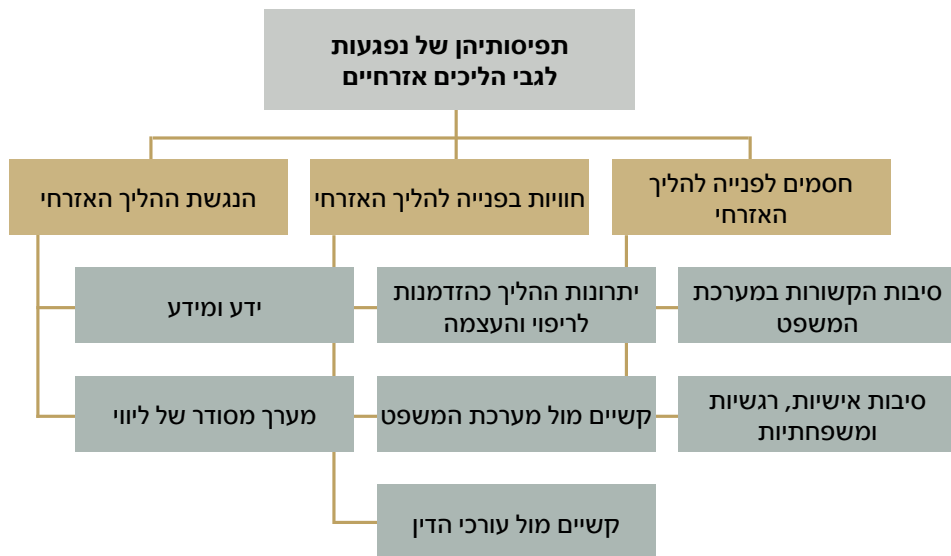 תפיסותיהן של נפגעות
לגבי הליכים אזרחיים
חסמים לפנייה להליך
האזרחי
חוויות בפנייה להליך האזרחי
הנגשת ההליך האזרחי
סיבות הקשורות במערכת
המשפט
יתרונות ההליך כהזדמנות
לריפוי והעצמה
ידע ומידע
סיבות אישיות, רגשיות
ומשפחתיות
קשיים מול מערכת המשפט
מערך מסודר של ליווי
קשיים מול עורכי הדין